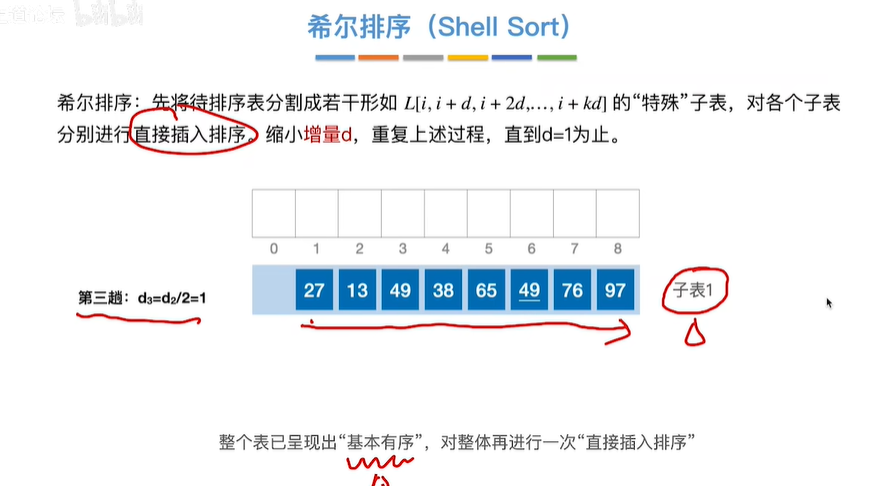 希尔排序（Shell Sort）
希尔排序：先将待排序表分割成若干形如 L[i, i + d, i + 2d,…, i + kd] 的“特殊”子表，对各个子表
分别进行直接插入排序。缩小增量d，重复上述过程，直到d=1为止。
0 1 2 3 4 5 6 7 8
第三趟：d₃=d₂/2=1
27 13 49 38 65 49 76 97
子表1
整个表已呈现出“基本有序”，对整体再进行一次“直接插入排序”